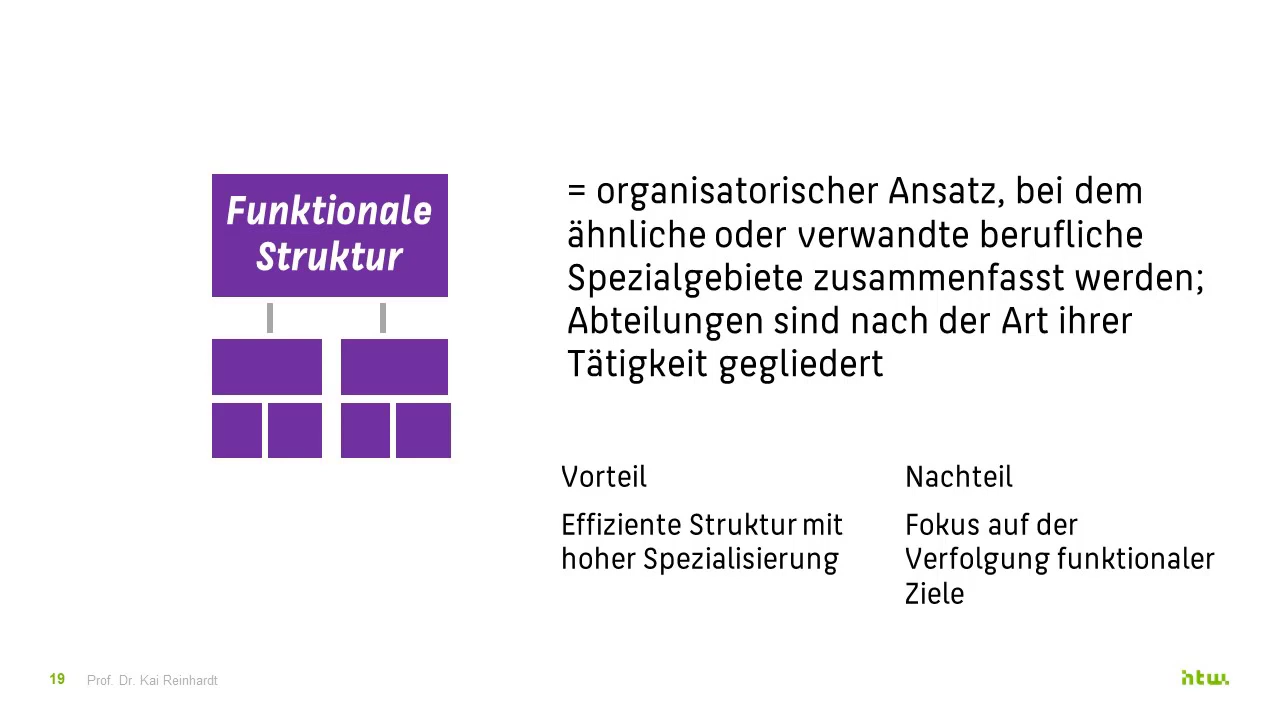 Funktionale
Struktur
= organisatorischer Ansatz, bei dem
ähnliche oder verwandte berufliche
Spezialgebiete zusammenfasst werden;
Abteilungen sind nach der Art ihrer
Tätigkeit gegliedert
Vorteil
Effiziente Struktur mit
hoher Spezialisierung
Nachteil
Fokus auf der
Verfolgung funktionaler
Ziele
19 Prof. Dr. Kai Reinhardt
htw.